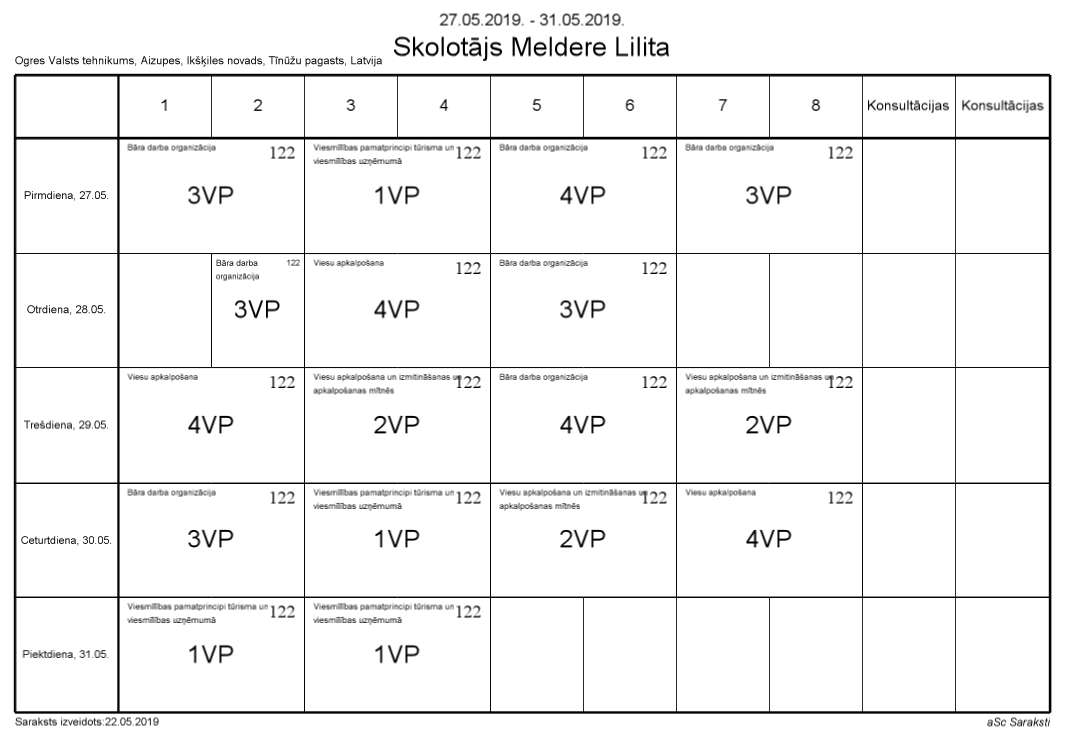 27.05.2019. - 31.05.2019.
Skolotājs Meldere Lilita
Ogres Valsts tehnikums, Aizupes, Ikšķiles novads, Tīnūžu pagasts, Latvija
1 2 3 4 5 6 7 8 Konsultācijas Konsultācijas
Pirmdiena, 27.05.
Bāra darba organizācija 122
3VP
Viesmīlības pamatprincipi tūrisma un 122
viesmīlības uzņēmumā
1VP
Bāra darba organizācija 122
4VP
Bāra darba organizācija 122
3VP
Otrdiena, 28.05.
Bāra darba 122
organizācija
3VP
Viesu apkalpošana 122
4VP
Bāra darba organizācija 122
3VP
Trešdiena, 29.05.
Viesu apkalpošana 122
4VP
Viesu apkalpošana un izmitināšanas un 122
apkalpošanas mītnēs
2VP
Bāra darba organizācija 122
4VP
Viesu apkalpošana un izmitināšanas un 122
apkalpošanas mītnēs
2VP
Ceturtdiena, 30.05.
Bāra darba organizācija 122
3VP
Viesmīlības pamatprincipi tūrisma un 122
viesmīlības uzņēmumā
1VP
Viesu apkalpošana un izmitināšanas un 122
apkalpošanas mītnēs
2VP
Viesu apkalpošana 122
4VP
Piektdiena, 31.05.
Viesmīlības pamatprincipi tūrisma un 122
viesmīlības uzņēmumā
1VP
Viesmīlības pamatprincipi tūrisma un 122
viesmīlības uzņēmumā
1VP
Saraksts izveidots:22.05.2019
aSc Saraksti